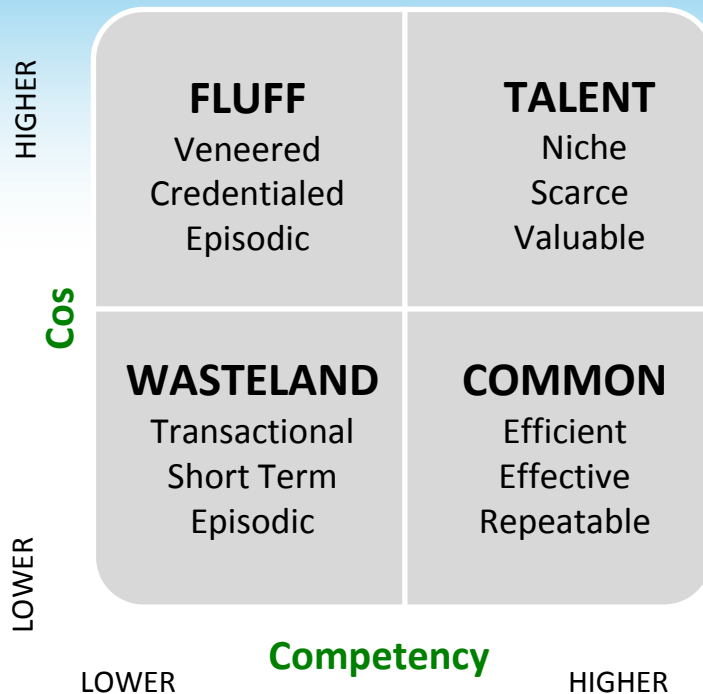 HIGHER
FLUFF
Veneered
Credentialed
Episodic
TALENT
Niche
Scarce
Valuable
Cos
WASTELAND
Transactional
Short Term
Episodic
COMMON
Efficient
Effective
Repeatable
LOWER
Competency
LOWER
HIGHER